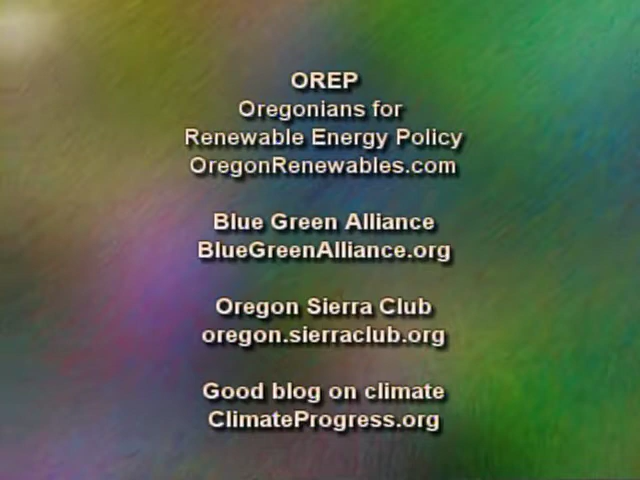 OREP
Oregonians for
Renewable Energy Policy
OregonRenewables.com
Blue Green Alliance
BlueGreenAlliance.org
Oregon Sierra Club
oregon.sierraclub.org
Good blog on climate
ClimateProgress.org